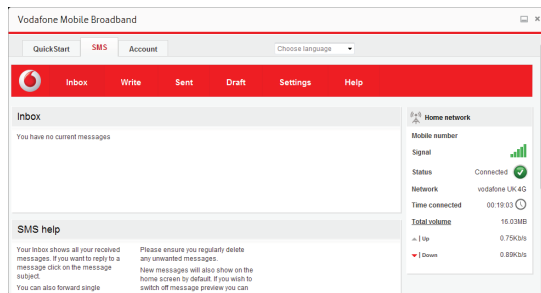 Vodafone Mobile Broadband
QuickStart SMS Account Choose language
Inbox Write Sent Draft Settings Help
Inbox
You have no current messages
SMS help
Your Inbox shows all your received
messages. If you want to reply to a
message click on the message
subject.
You can also forward single
Please ensure you regularly delete
any unwanted messages.
New messages will also show on the
home screen by default. If you wish to
switch off message preview you can
Home network
Mobile number
Signal
Status Connected
Network vodafone UK 4G
Time connected 00:19:03
Total volume 16.03MB
| Up 0.75Kb/s
| Down 0.89Kb/s